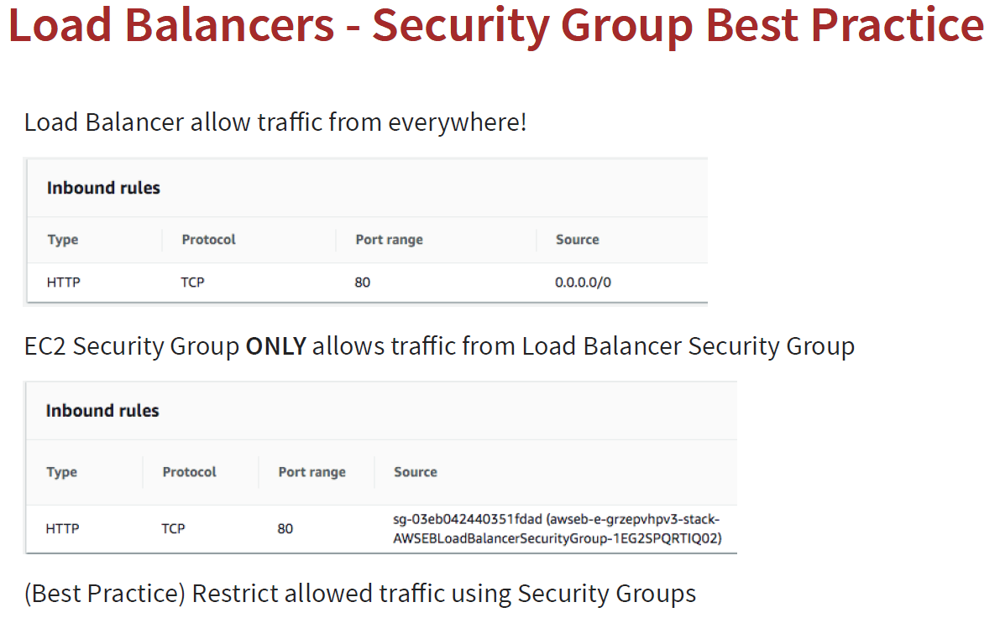 Load Balancers - Security Group Best Practice
Load Balancer allow traffic from everywhere!
Inbound rules
Type Protocol Port range Source
HTTP TCP 80 0.0.0.0/0
EC2 Security Group ONLY allows traffic from Load Balancer Security Group
Inbound rules
Type Protocol Port range Source
HTTP TCP 80 sg-03eb042440351fdad (awseb-e-grzepvhpv3-stack-
AWSEBLoadBalancerSecurityGroup-1EG2SPQRTIQ02)
(Best Practice) Restrict allowed traffic using Security Groups